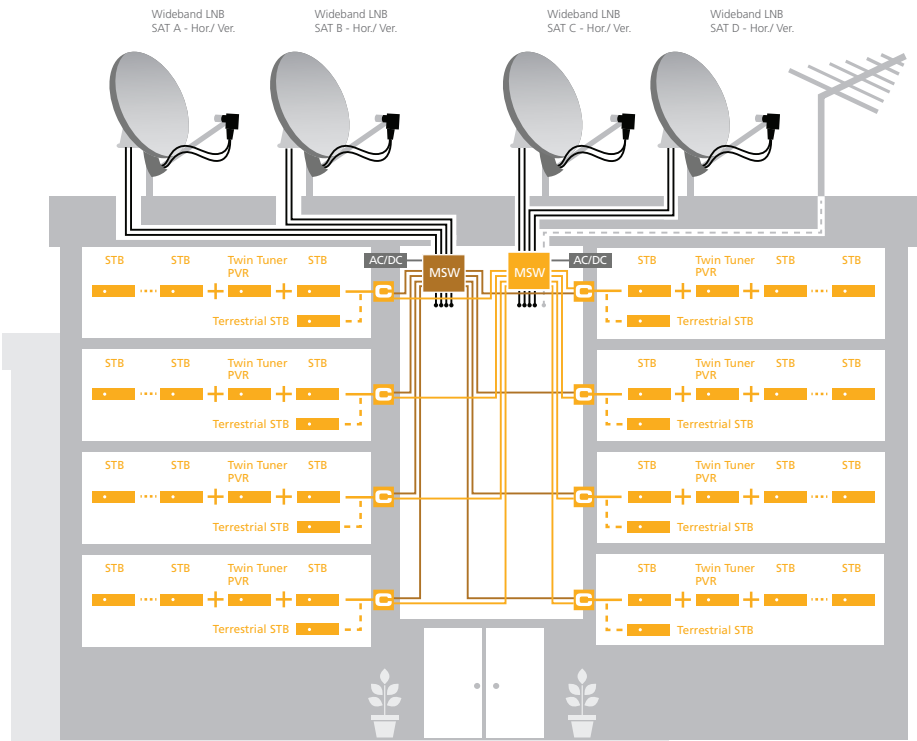 Wideband LNB
SAT A - Hor./ Ver.
Wideband LNB
SAT B - Hor./ Ver.
Wideband LNB
SAT C - Hor./ Ver.
Wideband LNB
SAT D - Hor./ Ver.
AC/DC
MSW
MSW
AC/DC
STB
STB
Twin Tuner
PVR
STB
Terrestrial STB
STB
Twin Tuner
PVR
STB
STB
Terrestrial STB
STB
STB
Twin Tuner
PVR
STB
Terrestrial STB
STB
Twin Tuner
PVR
STB
STB
Terrestrial STB
STB
STB
Twin Tuner
PVR
STB
Terrestrial STB
STB
Twin Tuner
PVR
STB
STB
Terrestrial STB
STB
STB
Twin Tuner
PVR
STB
Terrestrial STB
STB
Twin Tuner
PVR
STB
STB
Terrestrial STB